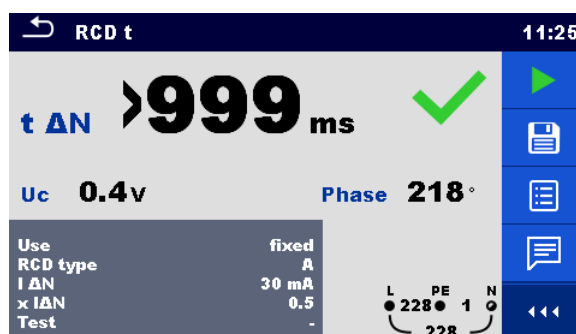 RCD t 11:25
t ΔN >999 ms
Uc 0.4V Phase 218°
Use fixed
RCD type A
I ΔN 30 mA
x IΔN 0.5
Test -
L PE N
228 1
228